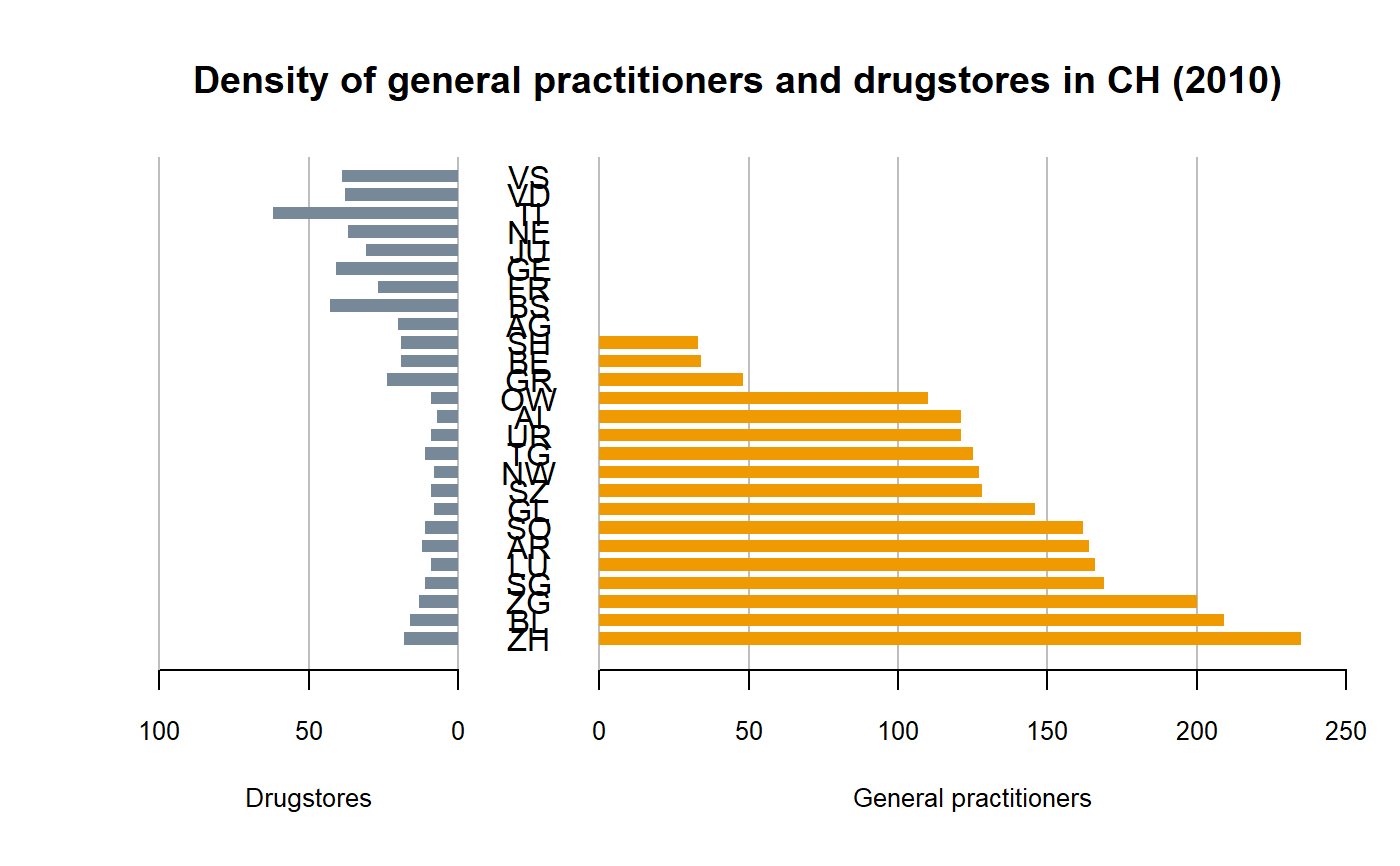 Density of general practitioners and drugstores in CH (2010)
VS
VD
TI
NE
JU
GE
FR
BS
AG
SH
BE
GR
OW
AI
UR
TG
NW
SZ
GL
SO
AR
LU
SG
ZG
BL
ZH
100 50 0 0 50 100 150 200 250
Drugstores General practitioners